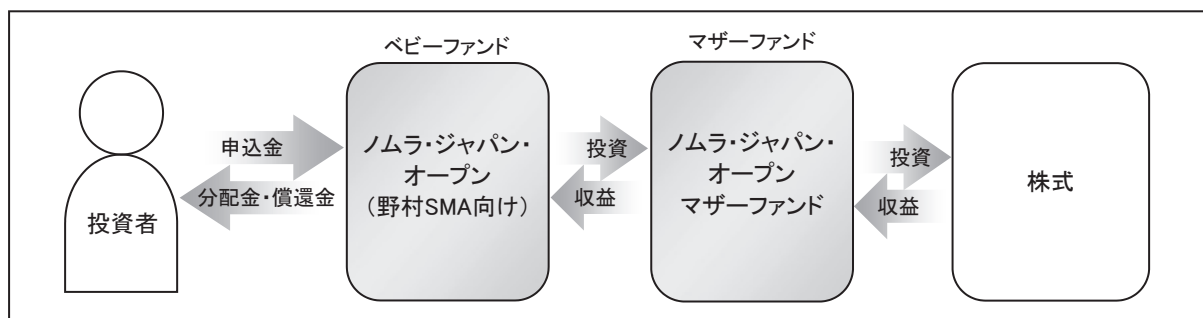 ベビーファンド
マザーファンド
投資者
申込金
分配金・償還金
ノムラ・ジャパン・
オープン
（野村SMA向け）
投資
収益
ノムラ・ジャパン・
オープン
マザーファンド
投資
収益
株式